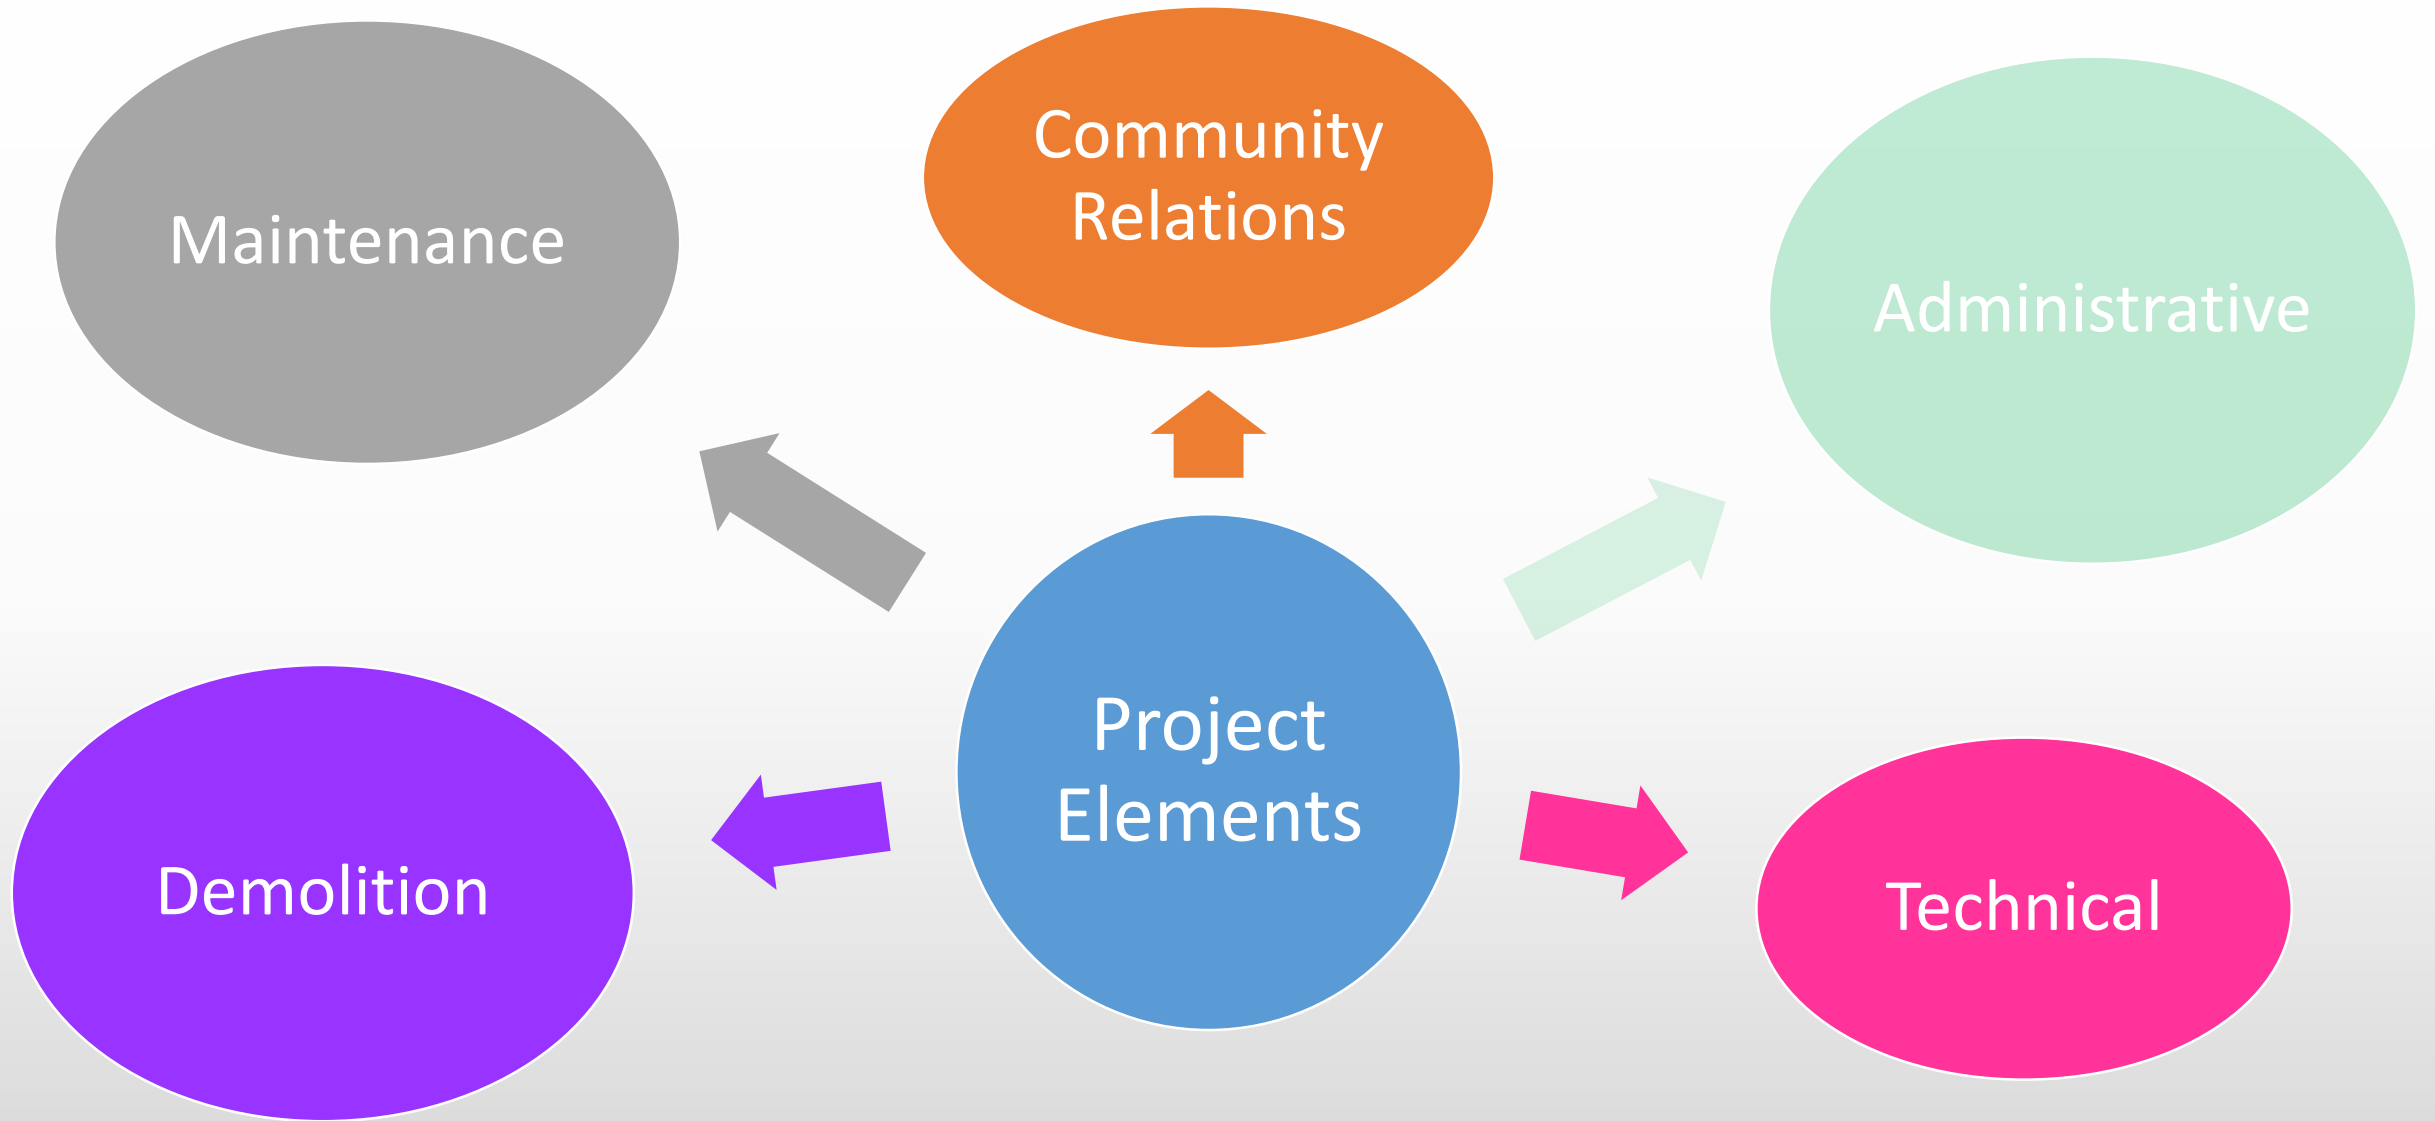 Maintenance
Community
Relations
Administrative
Project
Elements
Demolition
Technical